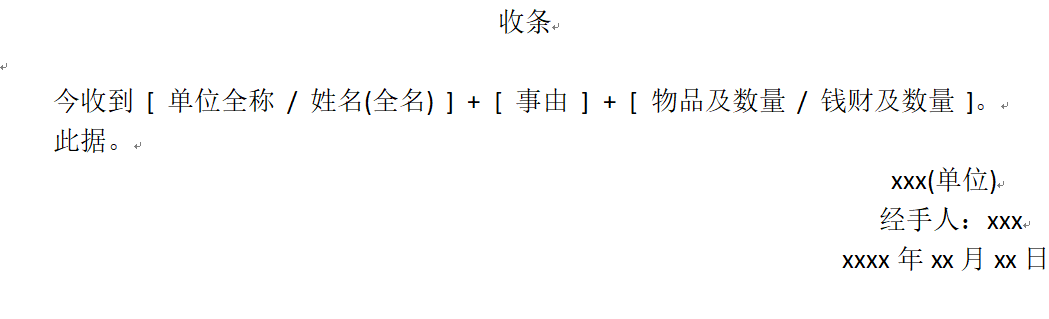 收条
今收到 [ 单位全称 / 姓名(全名) ] + [ 事由 ] + [ 物品及数量 / 钱财及数量 ]。
此据。
xxx(单位)
经手人：xxx
xxxx 年 xx 月 xx 日